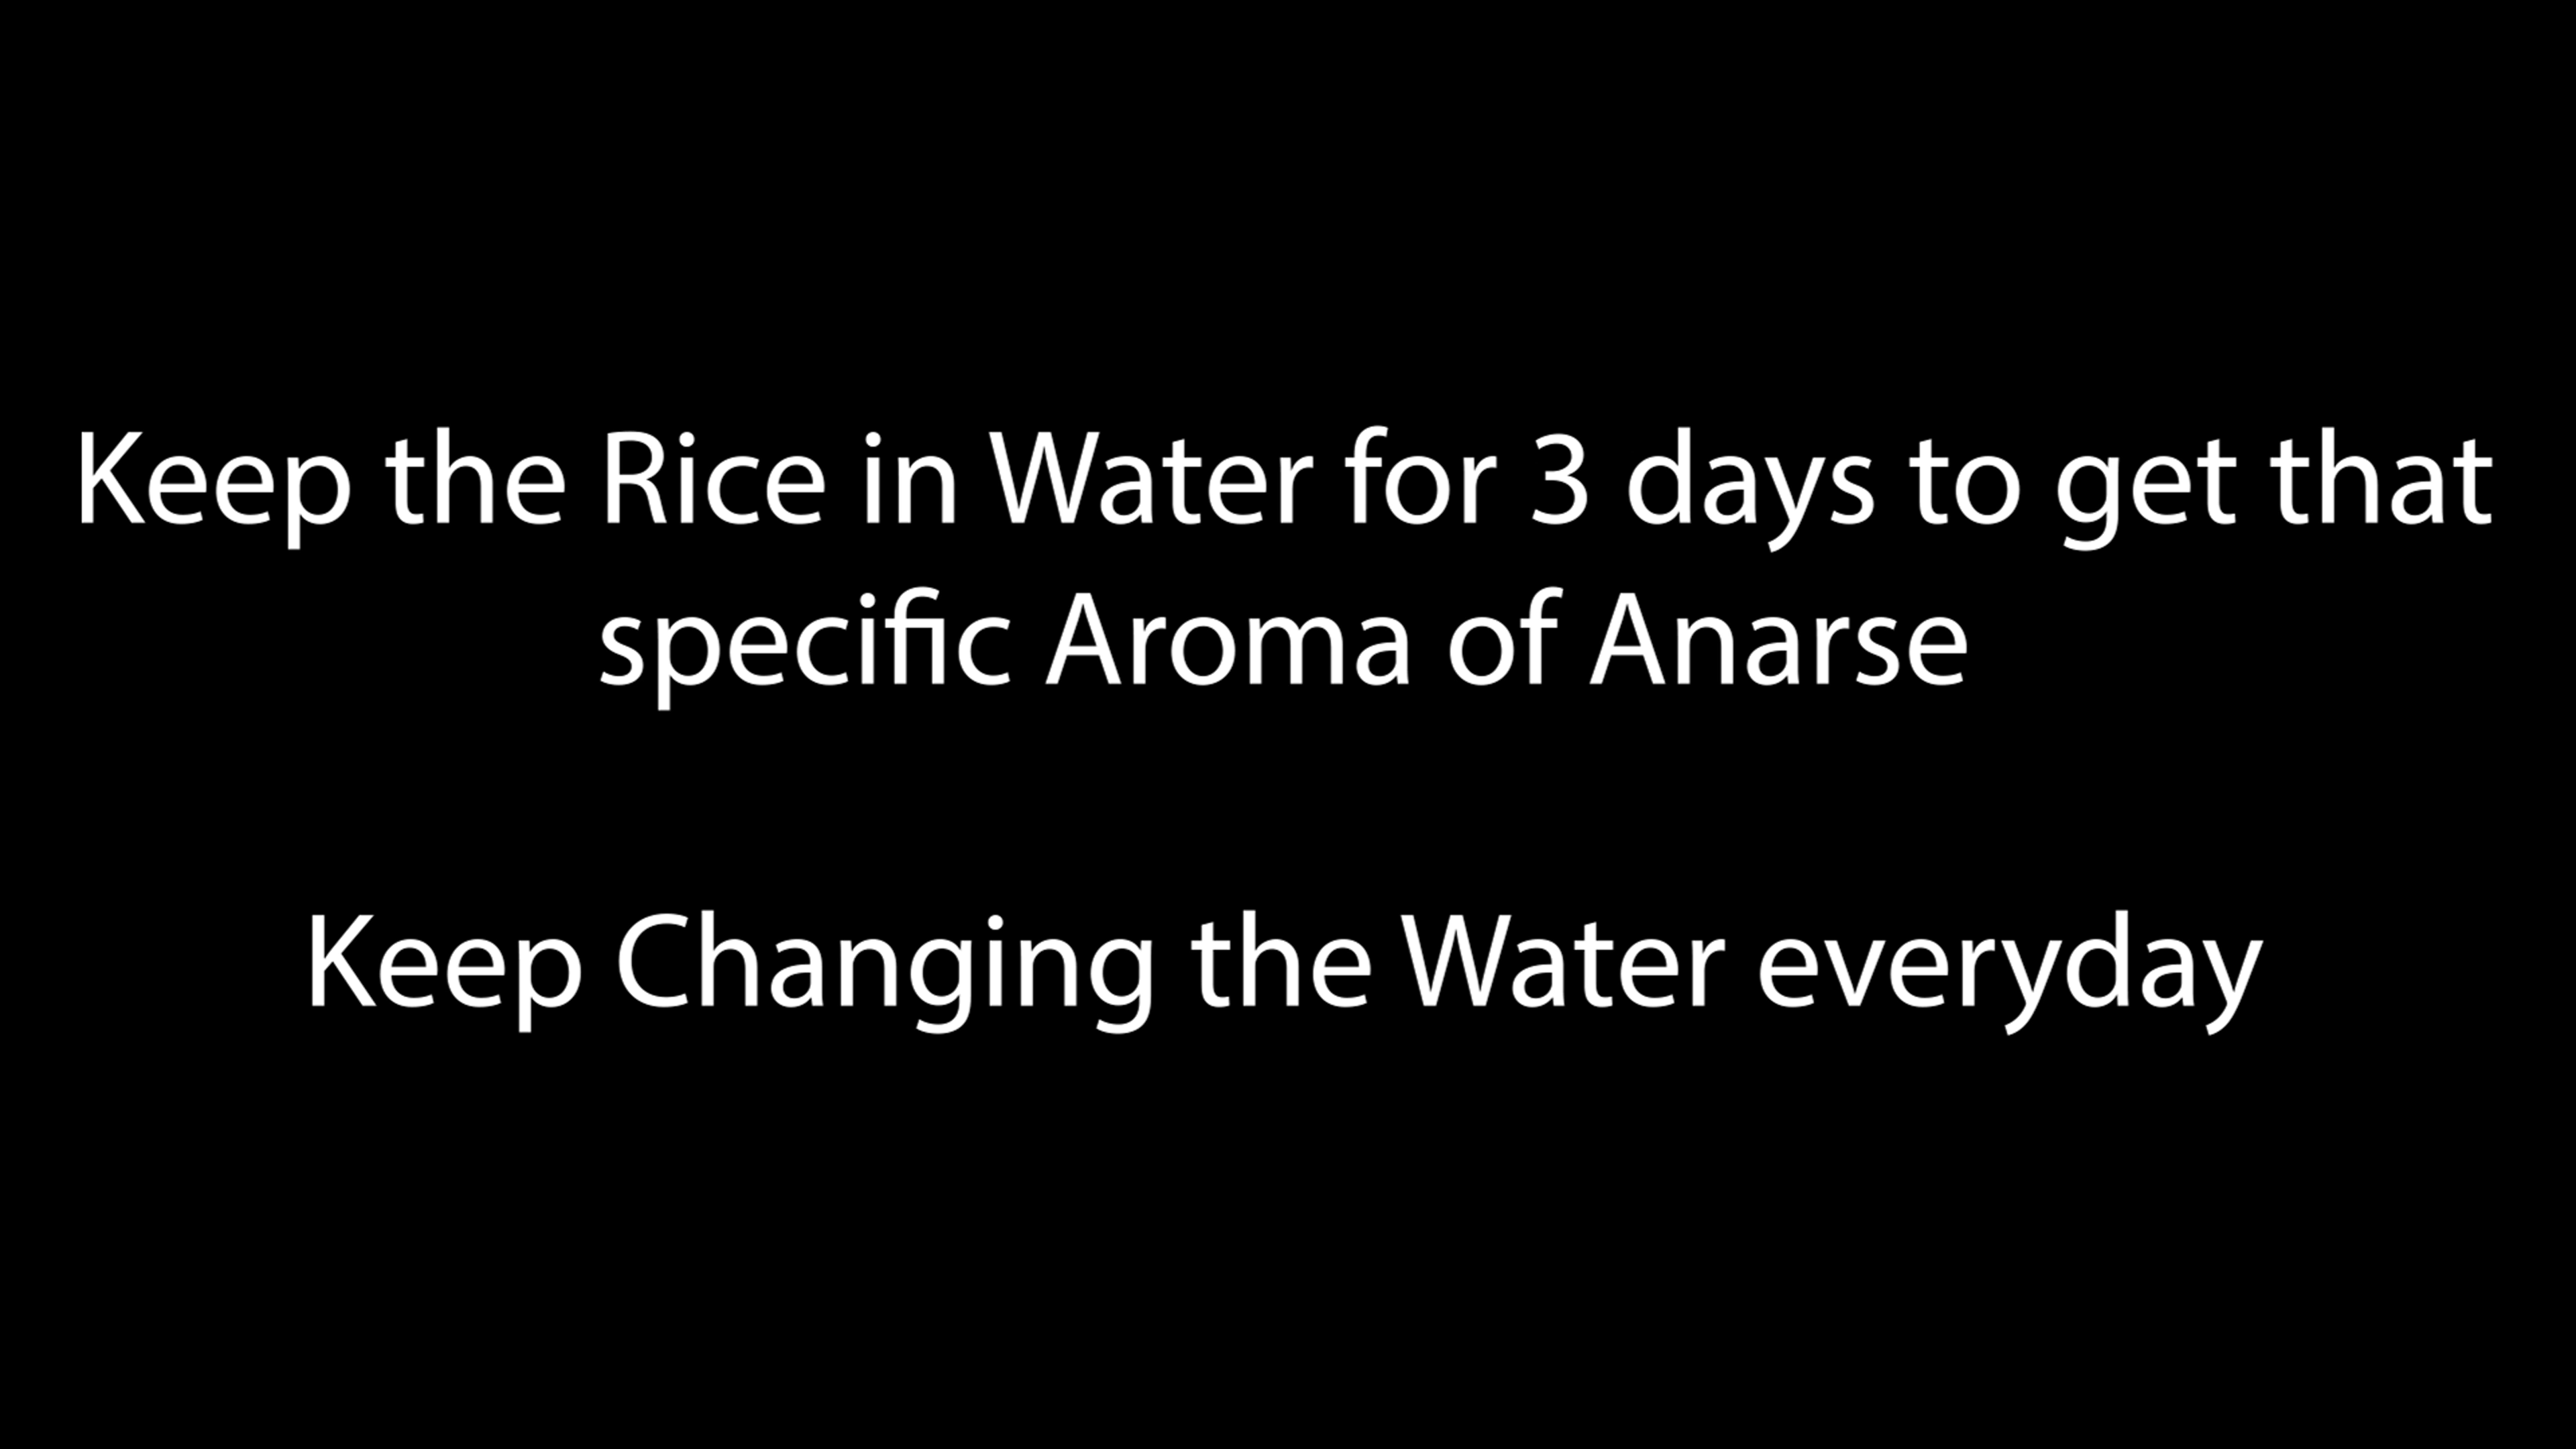 Keep the Rice in Water for 3 days to get that
specific Aroma of Anarse
Keep Changing the Water everyday